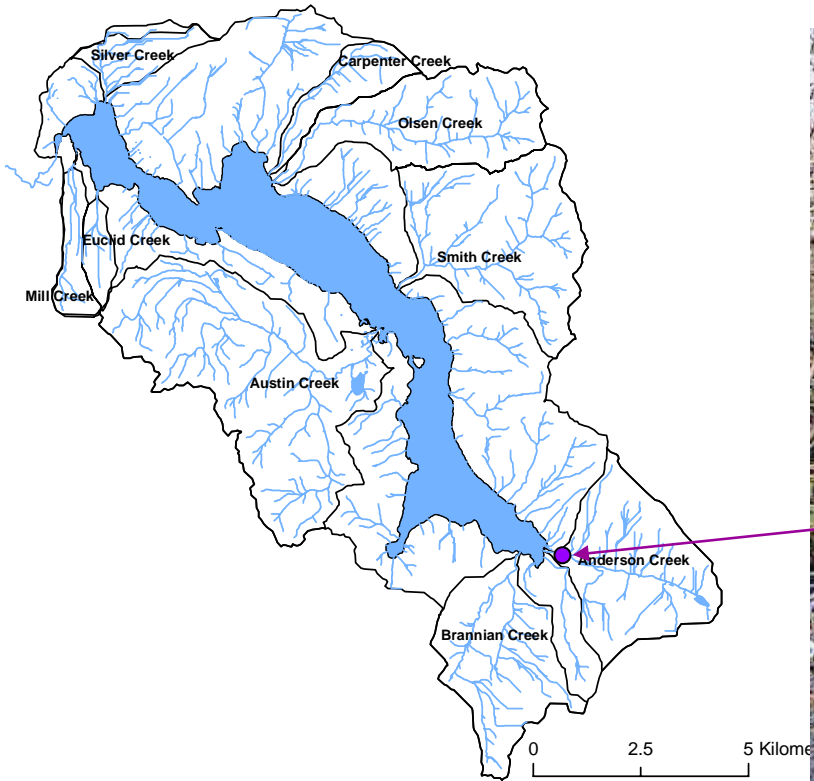 Silver Creek
Carpenter Creek
Olsen Creek
Euclid Creek
Smith Creek
Mill Creek
Austin Creek
Anderson Creek
Brannian Creek
0 2.5 5 Kilome